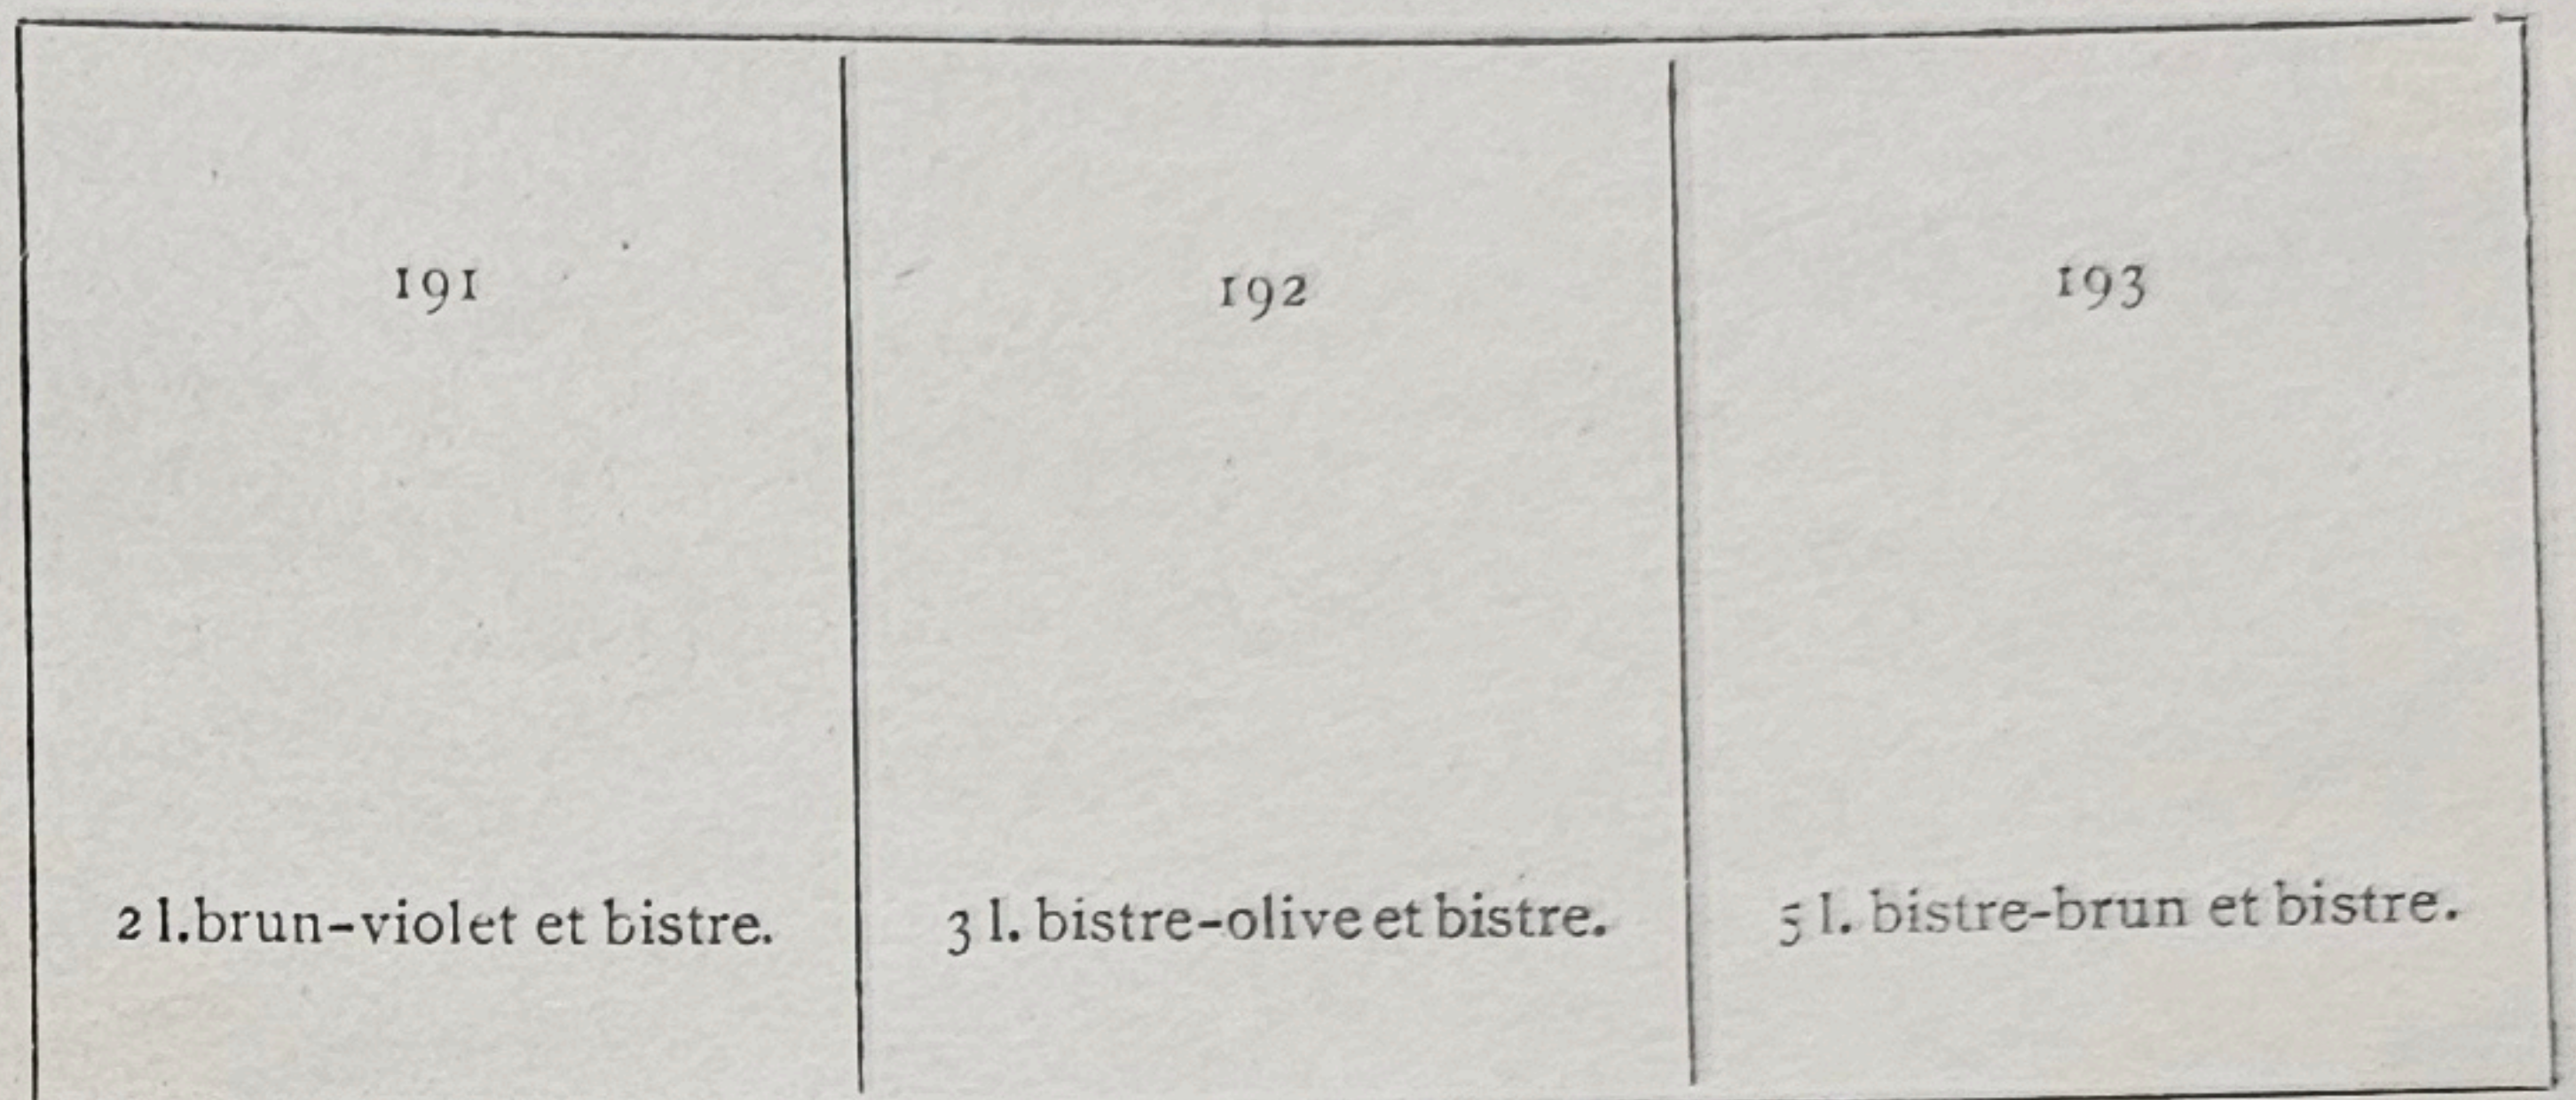 191
192
193
2 l.brun-violet et bistre.
3 l. bistre-olive et bistre.
5 l. bistre-brun et bistre.